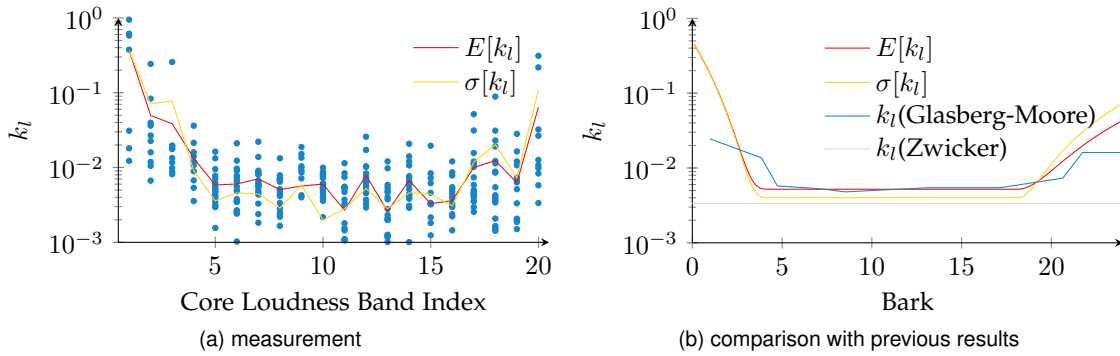 10^0
10^-1
10^-2
10^-3
k_l
E[k_l]
σ[k_l]
5 10 15 20
Core Loudness Band Index
(a) measurement
10^0
10^-1
10^-2
10^-3
k_l
E[k_l]
σ[k_l]
k_l(Glasberg-Moore)
k_l(Zwicker)
0 5 10 15 20
Bark
(b) comparison with previous results